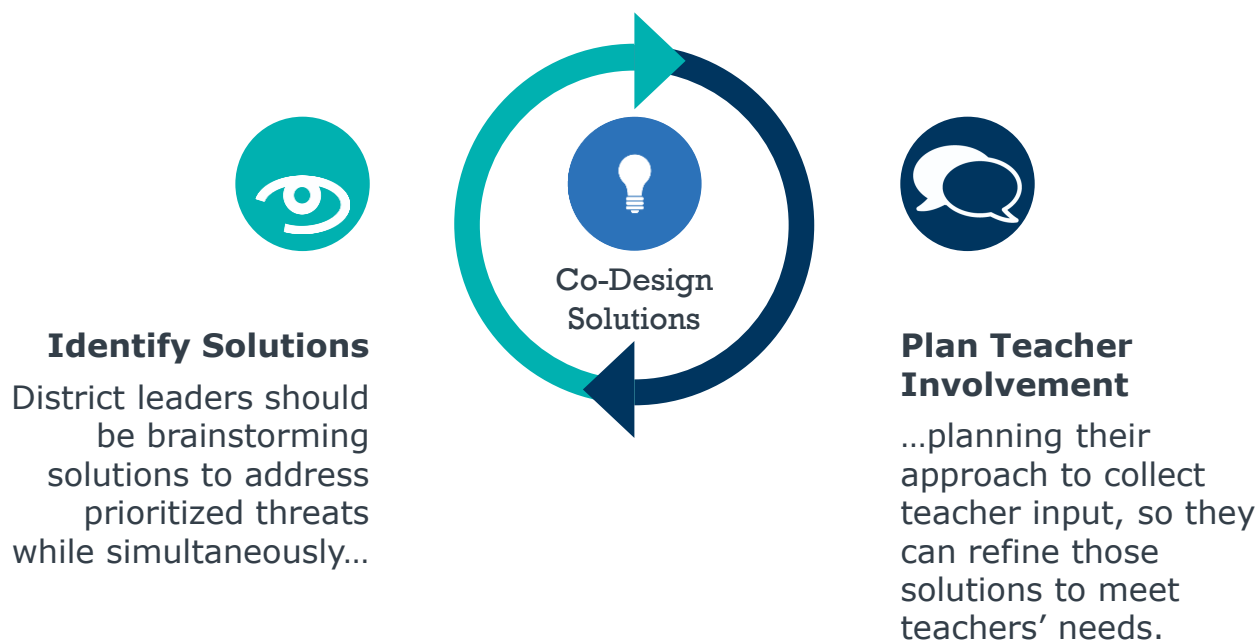 Co-Design
Solutions
Identify Solutions
District leaders should
be brainstorming
solutions to address
prioritized threats
while simultaneously…
Plan Teacher
Involvement
…planning their
approach to collect
teacher input, so they
can refine those
solutions to meet
teachers’ needs.